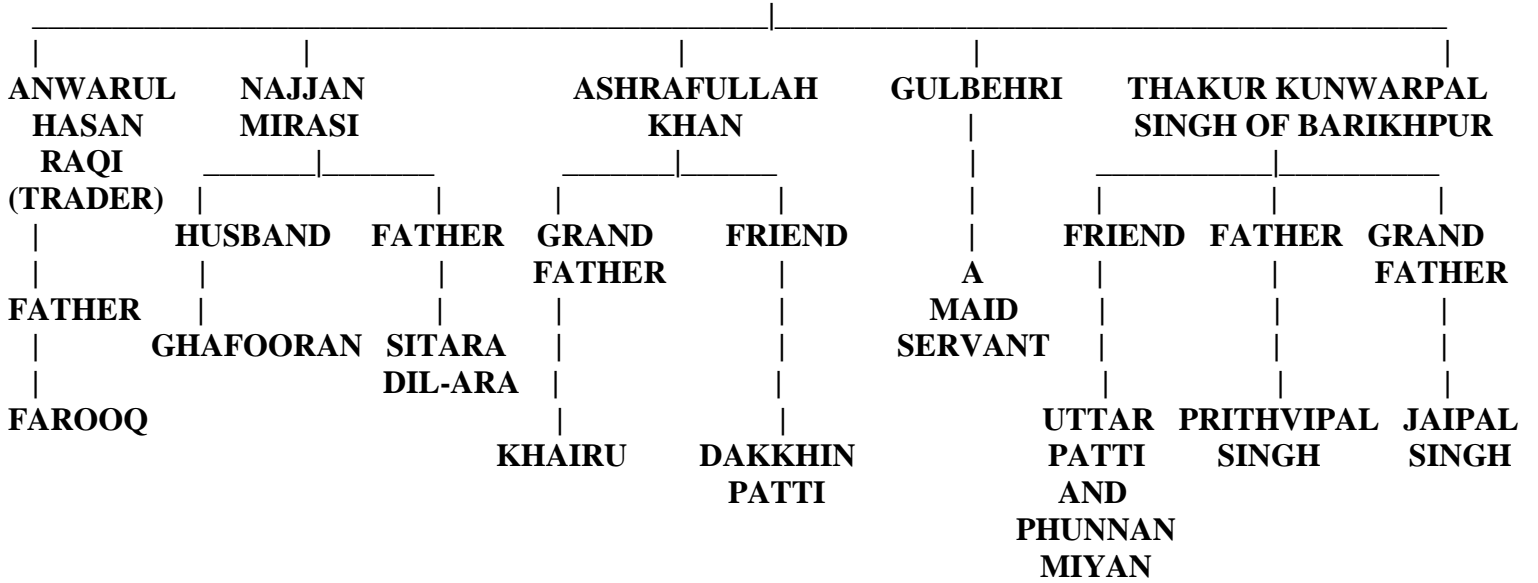 ANWARUL NAJJAN ASHRAFULLAH GULBEHRI THAKUR KUNWARPAL
HASAN MIRASI KHAN SINGH OF BARIKHPUR
RAQI
(TRADER)
HUSBAND FATHER GRAND FRIEND FRIEND FATHER GRAND
FATHER A FATHER
FATHER MAID
GHAFOORAN SITARA SERVANT
DIL-ARA
FAROOQ UTTAR PRITHVIPAL JAIPAL
KHAIRU DAKKHIN PATTI SINGH SINGH
PATTI AND
PHUNNAN
MIYAN